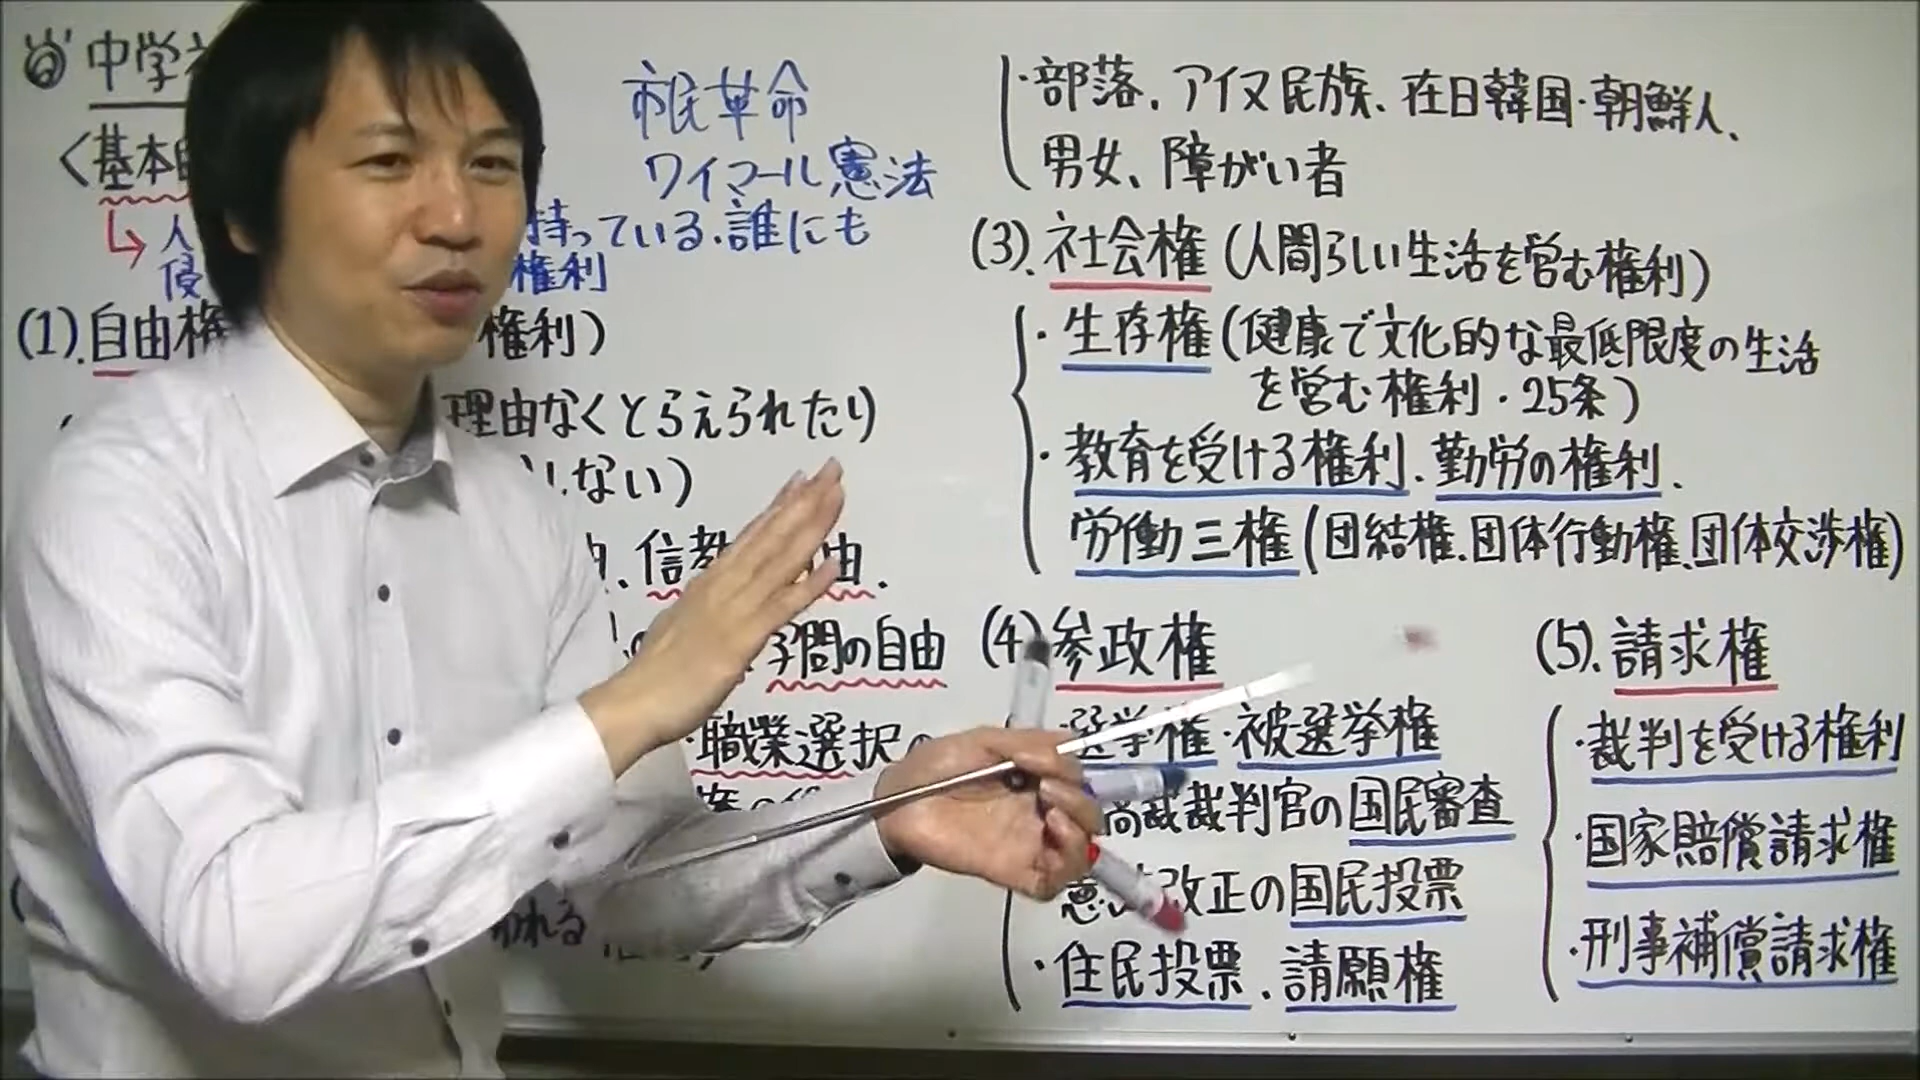 中学
市民革命
ワイマール憲法
<基本
人 持っている.誰にも
侵 権利
(1).自由権 権利)
理由なくとらえられたり
しない)
、信教 由.
学問の自由
・職業選択の
われる
・部落、アイヌ民族、在日韓国・朝鮮人、
男女、障がい者
(3).社会権(人間らしい生活を営む権利)
・生存権(健康で文化的な最低限度の生活
を営む権利・25条)
・教育を受ける権利.勤労の権利.
労働三権(団結権.団体行動権.団体交渉権)
(4)参政権
選挙権・被選挙権
高裁裁判官の国民審査
憲 改正の国民投票
・住民投票.請願権
(5).請求権
・裁判を受ける権利
・国家賠償請求権
・刑事補償請求権